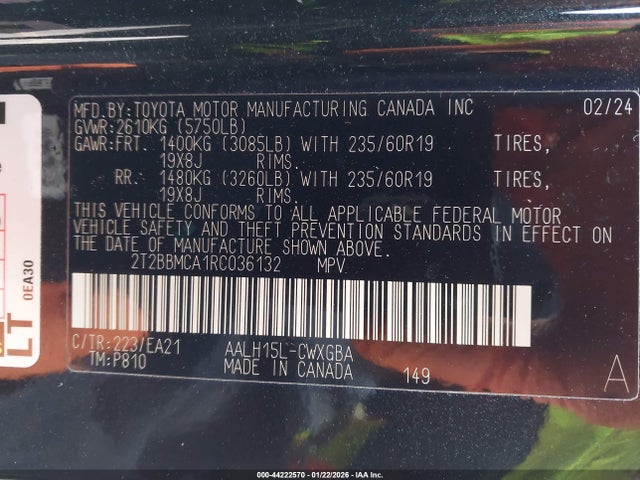 MFD.BY:TOYOTA MOTOR MANUFACTURING CANADA INC 02/24
GVWR:2610KG (5750LB)
GAWR:FRT. 1400KG (3085LB) WITH 235/60R19 TIRES,
19X8J RIMS.
RR. 1480KG (3260LB) WITH 235/60R19 TIRES,
19X8J RIMS.
THIS VEHICLE CONFORMS TO ALL APPLICABLE FEDERAL MOTOR
VEHICLE SAFETY AND THEFT PREVENTION STANDARDS IN EFFECT ON
THE DATE OF MANUFACTURE SHOWN ABOVE.
2T2BBMCA1RC036132 MPV
C/TR:223/EA21 AALH15L-CWXGBA
TM:P810 MADE IN CANADA 149 A
LT
0EA30
000-44222570 - 01/22/2026 - IAA Inc.